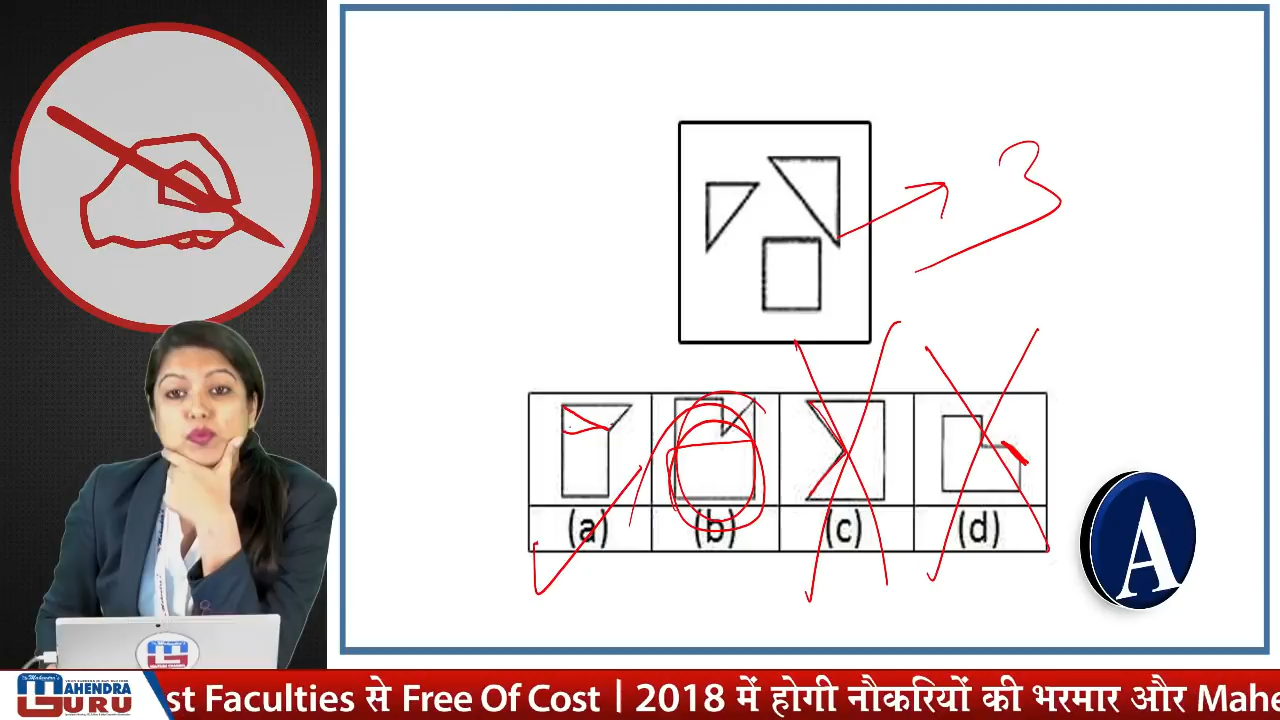 3
(a) (b) (c) (d)
A
MAHENDRA
GURU
st Faculties से Free Of Cost | 2018 में होगी नौकरियों की भरमार और Mahe